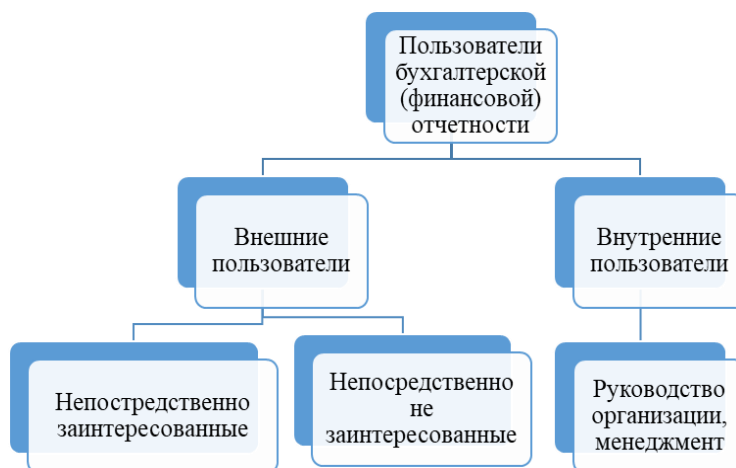 Пользователи
бухгалтерской
(финансовой)
отчетности
Внешние
пользователи
Внутренние
пользователи
Непостредственно
заинтересованные
Непосредственно
не
заинтересованные
Руководство
организации,
менеджмент